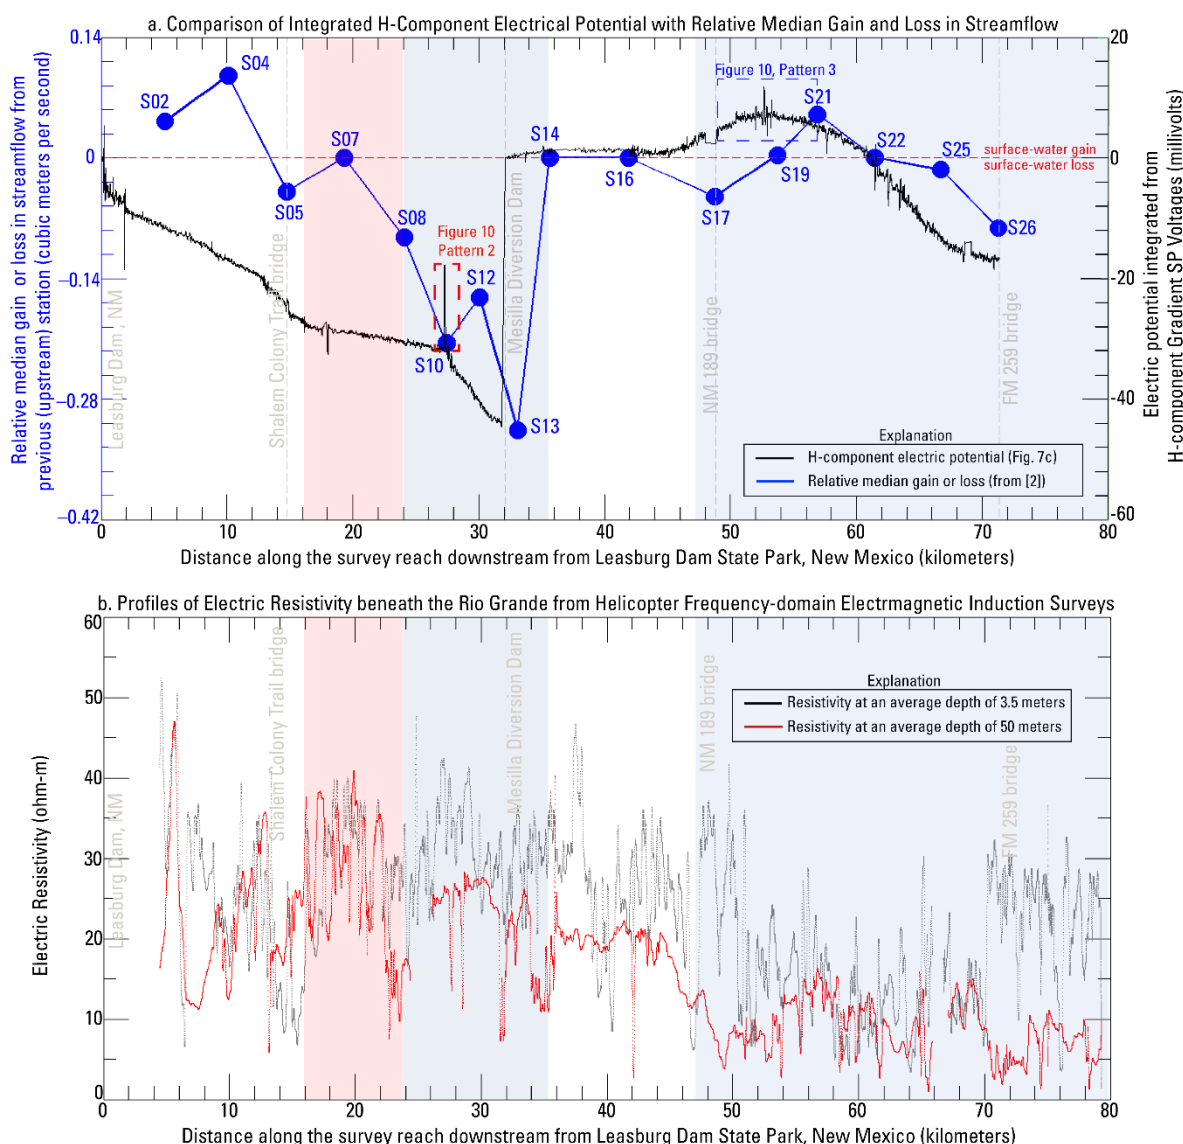 a. Comparison of Integrated H-Component Electrical Potential with Relative Median Gain and Loss in Streamflow
Relative median gain or loss in streamflow from
previous (upstream) station (cubic meters per second)
0.14
0
−0.14
−0.28
−0.42
20
0
-20
-40
-60
Electric potential integrated from
H-component Gradient SP Voltages (millivolts)
S02
S04
S05
S07
S08
S10
S12
S13
S14
S16
S17
S19
S21
S22
S25
S26
Figure 10
Pattern 2
Figure 10, Pattern 3
surface-water gain
surface-water loss
Leasburg Dam, NM
Shalem Colony Trail bridge
Mesilla Diversion Dam
NM 189 bridge
FM 259 bridge
Explanation
H-component electric potential (Fig. 7c)
Relative median gain or loss (from [2])
0 10 20 30 40 50 60 70 80
Distance along the survey reach downstream from Leasburg Dam State Park, New Mexico (kilometers)
b. Profiles of Electric Resistivity beneath the Rio Grande from Helicopter Frequency-domain Electrmagnetic Induction Surveys
Electric Resistivity (ohm-m)
60
50
40
30
20
10
0
Leasburg Dam, NM
Shalem Colony Trail bridge
Mesilla Diversion Dam
NM 189 bridge
FM 259 bridge
Explanation
Resistivity at an average depth of 3.5 meters
Resistivity at an average depth of 50 meters
0 10 20 30 40 50 60 70 80
Distance along the survey reach downstream from Leasburg Dam State Park, New Mexico (kilometers)